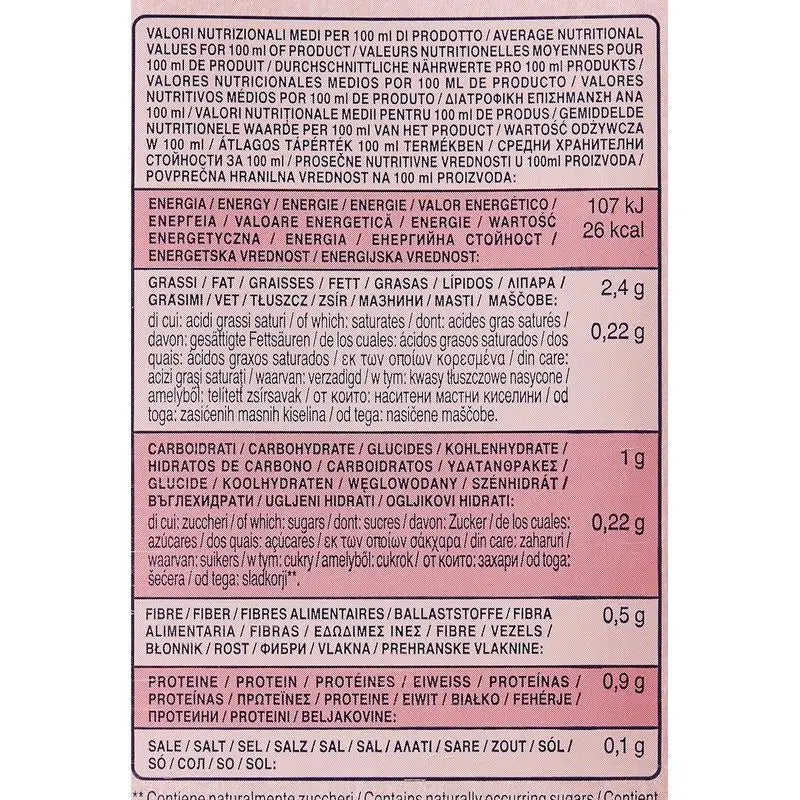 VALORI NUTRIZIONALI MEDI PER 100 ml DI PRODOTTO / AVERAGE NUTRITIONAL
VALUES FOR 100 ml OF PRODUCT / VALEURS NUTRITIONELLES MOYENNES POUR
100 ml DE PRODUIT / DURCHSCHNITTLICHE NÄHRWERTE PRO 100 ml PRODUKTS /
VALORES NUTRICIONALES MEDIOS POR 100 ML DE PRODUCTO / VALORES
NUTRITIVOS MÉDIOS POR 100 ml DE PRODUTO / ΔΙΑΤΡΟΦΙΚΗ ΕΠΙΣΗΜΑΝΣΗ ΑΝΑ
100 ml / VALORI NUTRIȚIONALE MEDII PENTRU 100 ml DE PRODUS / GEMIDDELDE
NUTRITIONELE WAARDE PER 100 ml VAN HET PRODUCT / WARTOŚĆ ODŻYWCZA
W 100 ml / ÁTLAGOS TÁPÉRTÉK 100 ml TERMÉKBEN / СРЕДНИ ХРАНИТЕЛНИ
СТОЙНОСТИ ЗА 100 ml / PROSEČNE NUTRITIVNE VREDNOSTI U 100ml PROIZVODA /
POVPREČNA HRANILNA VREDNOST NA 100 ml PROIZVODA:
ENERGIA / ENERGY / ENERGIE / ENERGIE / VALOR ENERGÉTICO / 107 kJ
ΕΝΕΡΓΕΙΑ / VALOARE ENERGETICĂ / ENERGIE / WARTOŚĆ 26 kcal
ENERGETYCZNA / ENERGIA / ЕНЕРГИЙНА СТОЙНОСТ /
ENERGETSKA VREDNOST / ENERGIJSKA VREDNOST:
GRASSI / FAT / GRAISSES / FETT / GRASAS / LÍPIDOS / ΛΙΠΑΡΑ / 2,4 g
GRASIMI / VET / TŁUSZCZ / ZSÍR / МАЗНИНИ / MASTI / MAŠČOBE:
di cui: acidi grassi saturi / of which: saturates / dont: acides gras saturés / 0,22 g
davon: gesättigte Fettsäuren / de los cuales: ácidos grasos saturados / dos
quais: ácidos graxos saturados / εκ των οποίων κορεσμένα / din care:
acizi grași saturați / waarvan: verzadigd / w tym: kwasy tłuszczowe nasycone /
amelyből: telített zsírsavak / от които: наситени мастни киселини / od
toga: zasićenih masnih kiselina / od tega: nasičene maščobe.
CARBOIDRATI / CARBOHYDRATE / GLUCIDES / KOHLENHYDRATE / 1 g
HIDRATOS DE CARBONO / CARBOIDRATOS / ΥΔΑΤΑΝΘΡΑΚΕΣ /
GLUCIDE / KOOLHYDRATEN / WĘGLOWODANY / SZÉNHIDRÁT /
ВЪГЛЕХИДРАТИ / UGLJENI HIDRATI / OGLJIKOVI HIDRATI:
di cui: zuccheri / of which: sugars / dont: sucres / davon: Zucker / de los cuales: 0,22 g
azúcares / dos quais: açúcares / εκ των οποίων σάκχαρα / din care: zaharuri /
waarvan: suikers / w tym: cukry / amelyből: cukrok / от които: захари / od toga:
šećera / od tega: sladkorji**.
FIBRE / FIBER / FIBRES ALIMENTAIRES / BALLASTSTOFFE / FIBRA 0,5 g
ALIMENTARIA / FIBRAS / ΕΔΩΔΙΜΕΣ ΙΝΕΣ / FIBRE / VEZELS /
BŁONNIK / ROST / ФИБРИ / VLAKNA / PREHRANSKE VLAKNINE:
PROTEINE / PROTEIN / PROTÉINES / EIWEISS / PROTEÍNAS / 0,9 g
PROTEÍNAS / ΠΡΩΤΕΪΝΕΣ / PROTEINE / EIWIT / BIAŁKO / FEHÉRJE /
ПРОТЕИНИ / PROTEINI / BELJAKOVINE:
SALE / SALT / SEL / SALZ / SAL / SAL / ΑΛΑΤΙ / SARE / ZOUT / SÓL / 0,1 g
SÓ / СОЛ / SO / SOL:
** Contiene naturalmente zuccheri / Contains naturally occurring sugars / Contient